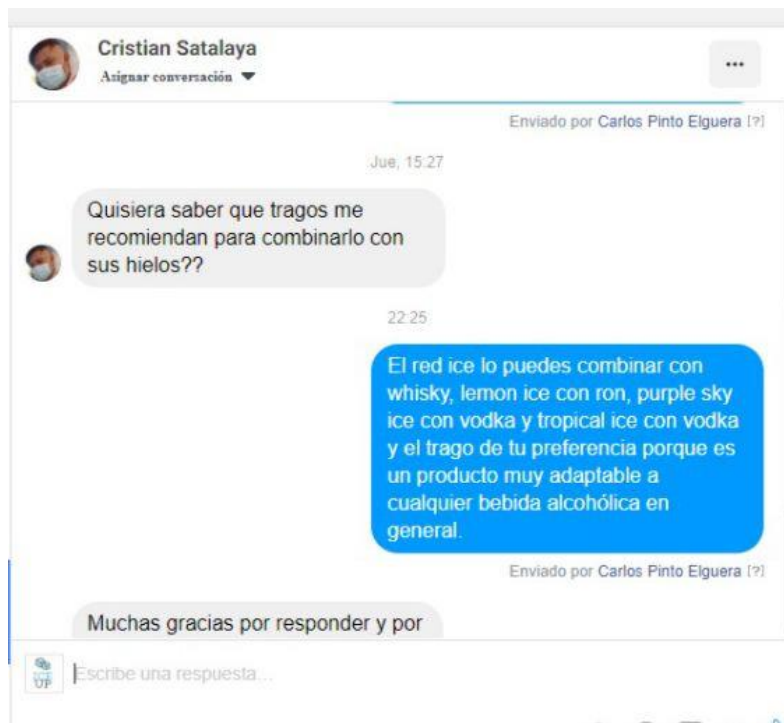 Cristian Satalaya
Asignar conversación
Enviado por Carlos Pinto Elguera [?]
Jue, 15:27
Quisiera saber que tragos me
recomiendan para combinarlo con
sus hielos??
22:25
El red ice lo puedes combinar con
whisky, lemon ice con ron, purple sky
ice con vodka y tropical ice con vodka
y el trago de tu preferencia porque es
un producto muy adaptable a
cualquier bebida alcohólica en
general.
Enviado por Carlos Pinto Elguera [?]
Muchas gracias por responder y por
UP
Escribe una respuesta...